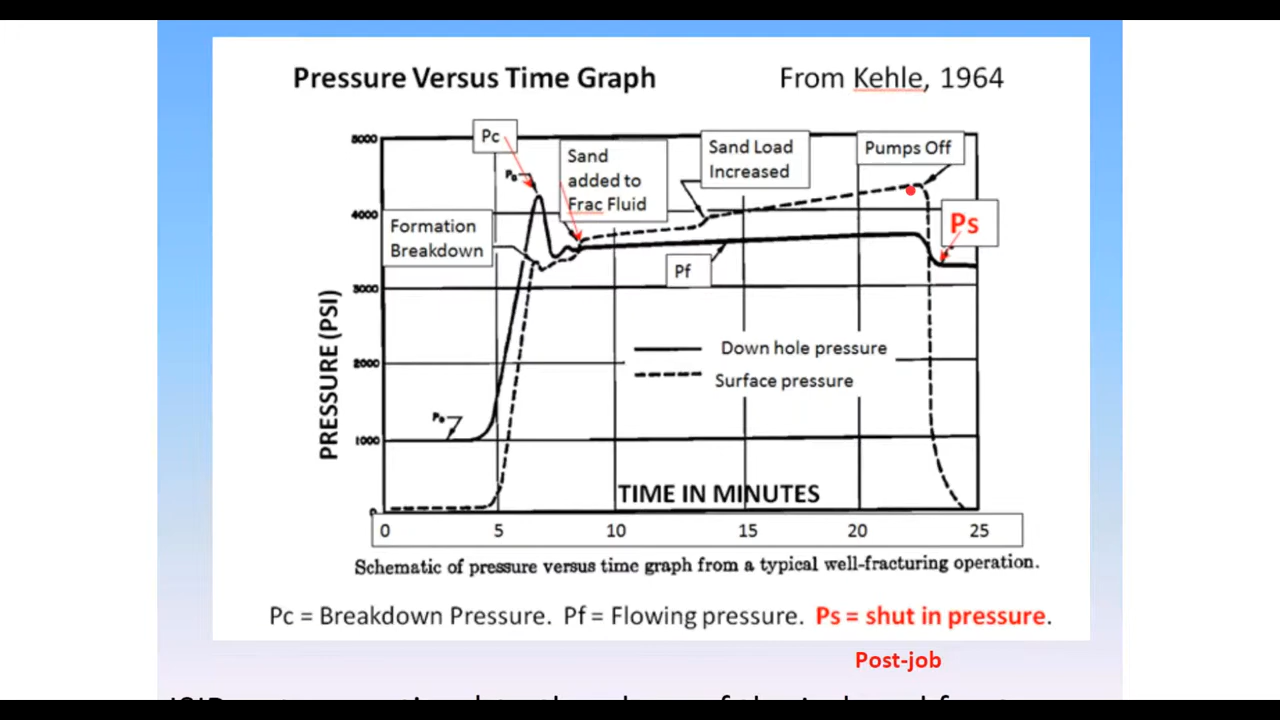 Pressure Versus Time Graph From Kehle, 1964
5000
4000
3000
2000
1000
0
PRESSURE (PSI)
Pc
Sand
added to
Frac Fluid
Sand Load
Increased
Pumps Off
Formation
Breakdown
Ps
Pf
Down hole pressure
Surface pressure
TIME IN MINUTES
0 5 10 15 20 25
Schematic of pressure versus time graph from a typical well-fracturing operation.
Pc = Breakdown Pressure. Pf = Flowing pressure. Ps = shut in pressure.
Post-job